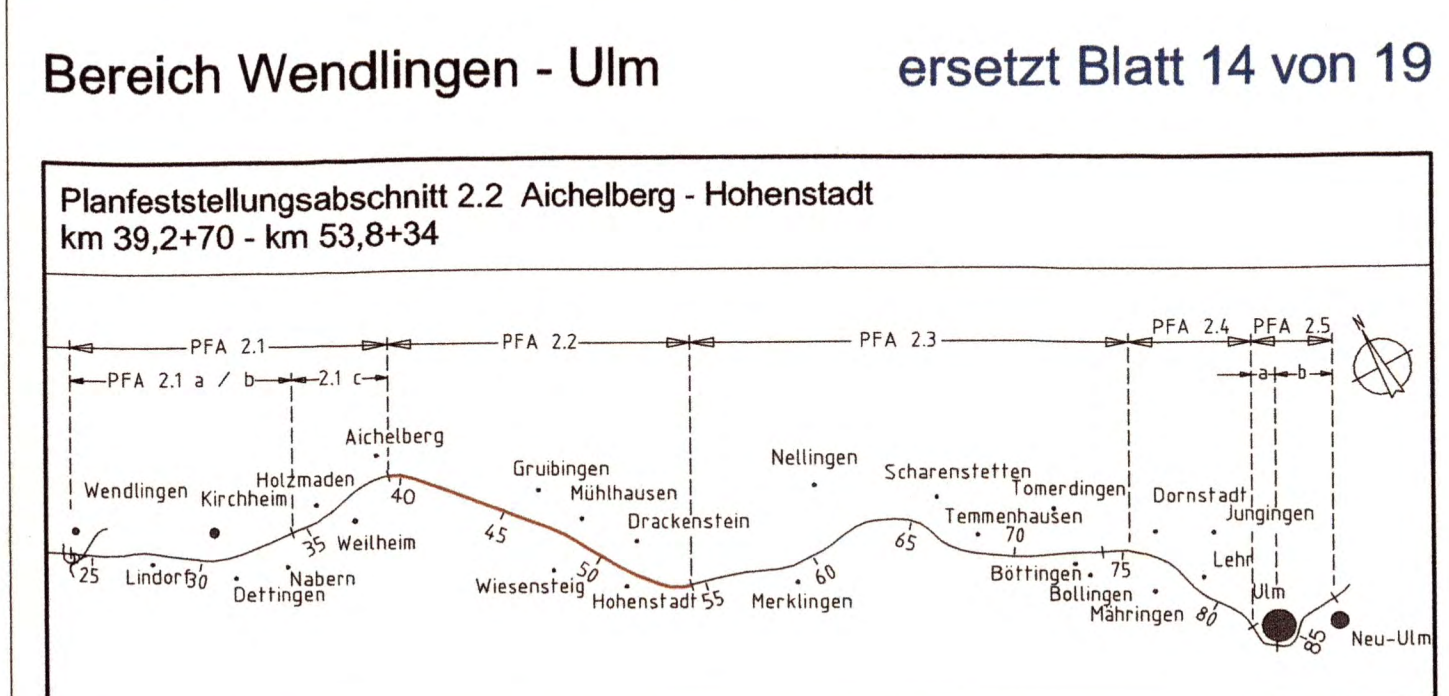 Bereich Wendlingen - Ulm
ersetzt Blatt 14 von 19
Planfeststellungsabschnitt 2.2 Aichelberg - Hohenstadt
km 39,2+70 - km 53,8+34
PFA 2.1
PFA 2.2
PFA 2.3
PFA 2.4
PFA 2.5
N
PFA 2.1 a / b
2.1 c
a
b
Aichelberg
Wendlingen
Kirchheim
Holzmaden
40
Gruibingen
Mühlhausen
Drackenstein
Nellingen
Scharenstetten
Tomerdingen
Dornstadt
Jungingen
35
Weilheim
45
65
Temmenhausen
70
25
Lindorf
30
Dettingen
Nabern
Wiesensteig
50
Hohenstadt
55
Merklingen
60
Böttingen
75
Bollingen
Mähringen
80
Lehr
Ulm
85
Neu-Ulm